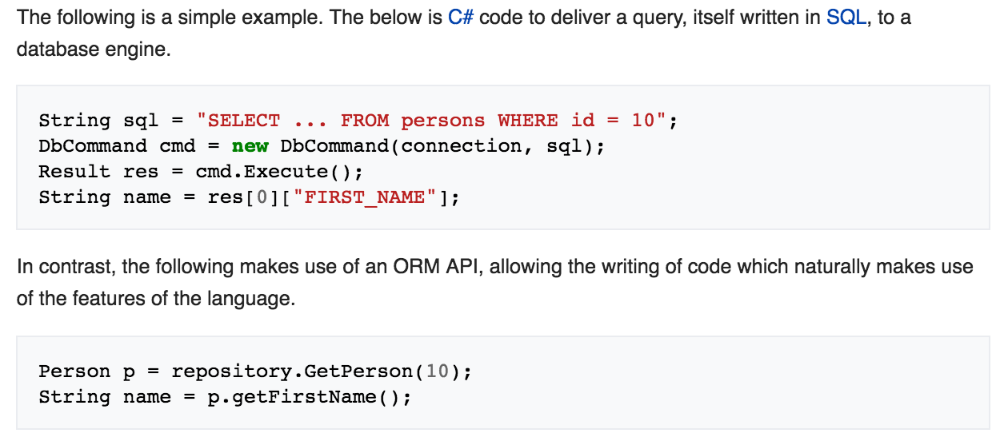 The following is a simple example. The below is C# code to deliver a query, itself written in SQL, to a
database engine.
String sql = "SELECT ... FROM persons WHERE id = 10";
DbCommand cmd = new DbCommand(connection, sql);
Result res = cmd.Execute();
String name = res[0]["FIRST_NAME"];
In contrast, the following makes use of an ORM API, allowing the writing of code which naturally makes use
of the features of the language.
Person p = repository.GetPerson(10);
String name = p.getFirstName();